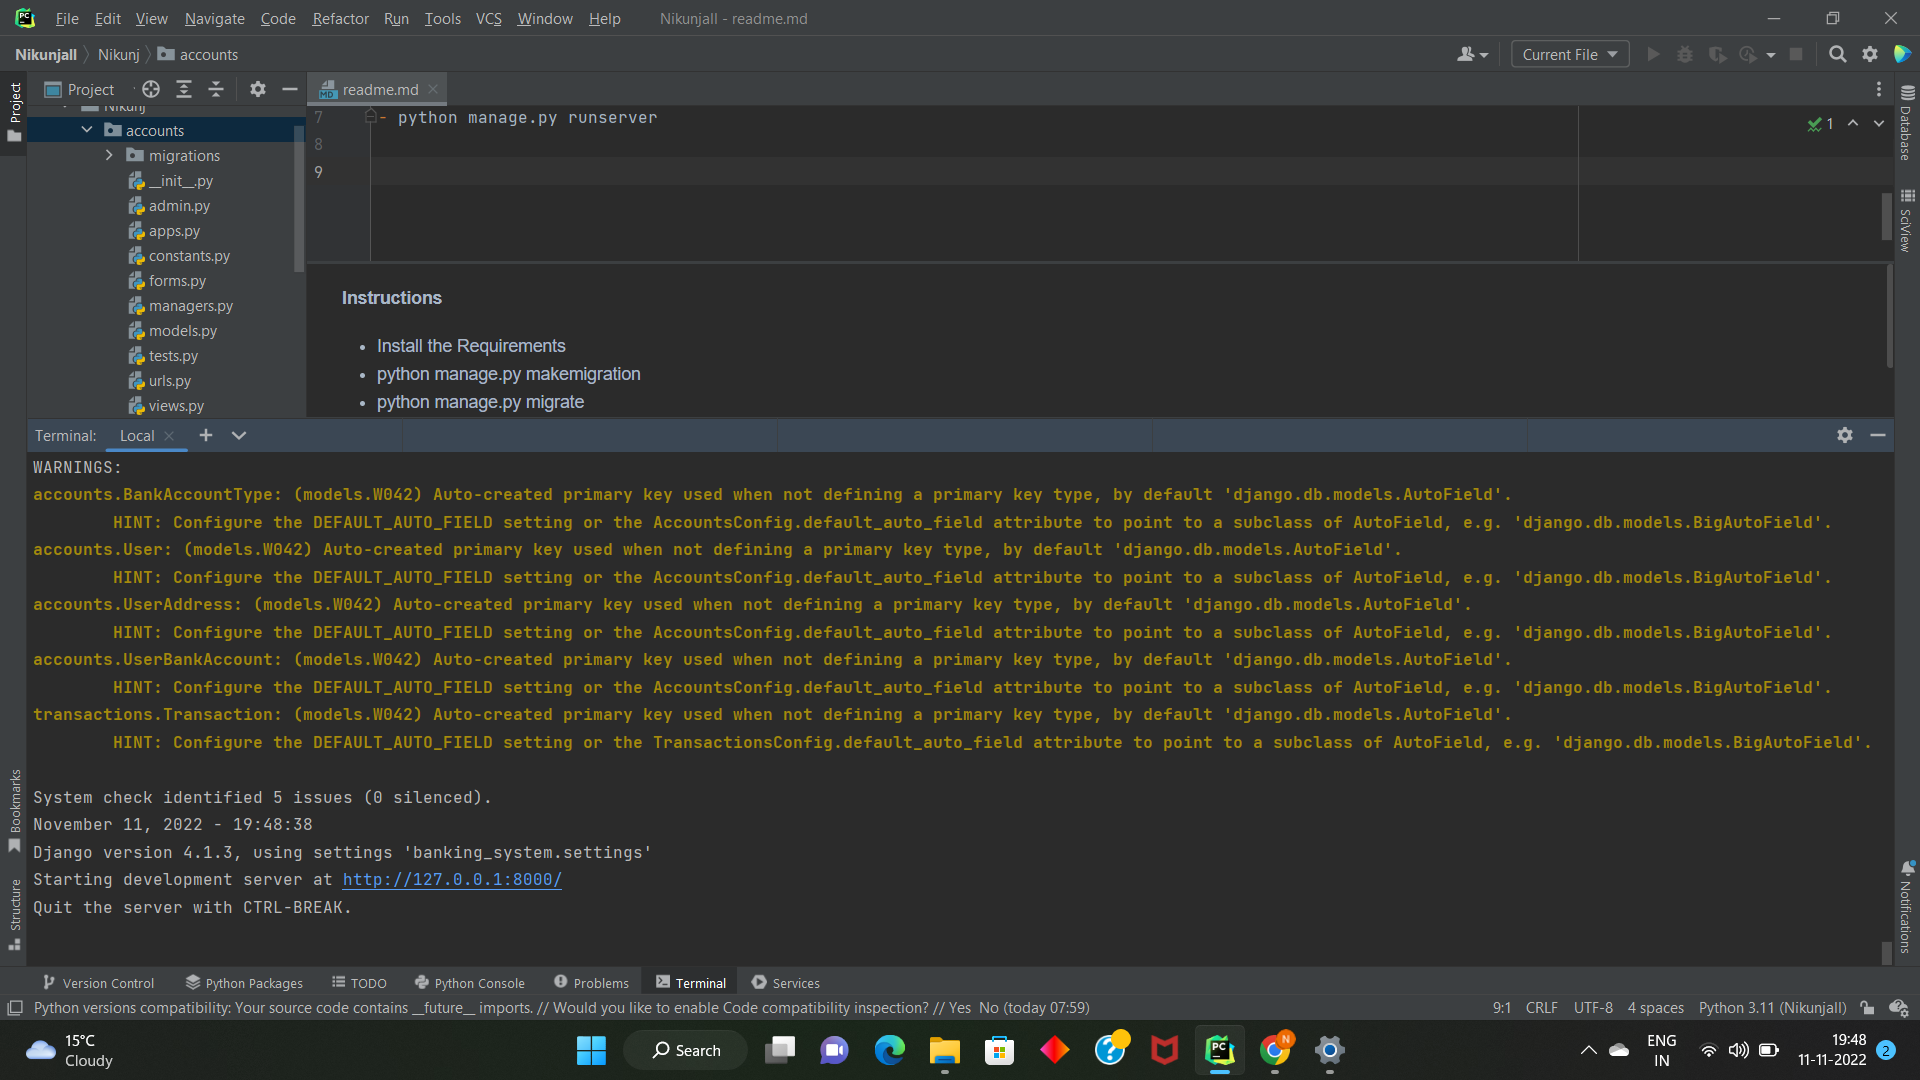 PC File Edit View Navigate Code Refactor Run Tools VCS Window Help Nikunjall - readme.md
Nikunjall Nikunj accounts Current File
Project readme.md
Project
Nikunj
accounts
migrations
__init__.py
admin.py
apps.py
constants.py
forms.py
managers.py
models.py
tests.py
urls.py
views.py
7 - python manage.py runserver
8
9
1
Database
SciView
Instructions
• Install the Requirements
• python manage.py makemigration
• python manage.py migrate
Terminal: Local
WARNINGS:
accounts.BankAccountType: (models.W042) Auto-created primary key used when not defining a primary key type, by default 'django.db.models.AutoField'.
HINT: Configure the DEFAULT_AUTO_FIELD setting or the AccountsConfig.default_auto_field attribute to point to a subclass of AutoField, e.g. 'django.db.models.BigAutoField'.
accounts.User: (models.W042) Auto-created primary key used when not defining a primary key type, by default 'django.db.models.AutoField'.
HINT: Configure the DEFAULT_AUTO_FIELD setting or the AccountsConfig.default_auto_field attribute to point to a subclass of AutoField, e.g. 'django.db.models.BigAutoField'.
accounts.UserAddress: (models.W042) Auto-created primary key used when not defining a primary key type, by default 'django.db.models.AutoField'.
HINT: Configure the DEFAULT_AUTO_FIELD setting or the AccountsConfig.default_auto_field attribute to point to a subclass of AutoField, e.g. 'django.db.models.BigAutoField'.
accounts.UserBankAccount: (models.W042) Auto-created primary key used when not defining a primary key type, by default 'django.db.models.AutoField'.
HINT: Configure the DEFAULT_AUTO_FIELD setting or the AccountsConfig.default_auto_field attribute to point to a subclass of AutoField, e.g. 'django.db.models.BigAutoField'.
transactions.Transaction: (models.W042) Auto-created primary key used when not defining a primary key type, by default 'django.db.models.AutoField'.
HINT: Configure the DEFAULT_AUTO_FIELD setting or the TransactionsConfig.default_auto_field attribute to point to a subclass of AutoField, e.g. 'django.db.models.BigAutoField'.
System check identified 5 issues (0 silenced).
November 11, 2022 - 19:48:38
Django version 4.1.3, using settings 'banking_system.settings'
Starting development server at http://127.0.0.1:8000/
Quit the server with CTRL-BREAK.
Bookmarks
Structure
Notifications
Version Control Python Packages TODO Python Console Problems Terminal Services
Python versions compatibility: Your source code contains __future__ imports. // Would you like to enable Code compatibility inspection? // Yes No (today 07:59) 9:1 CRLF UTF-8 4 spaces Python 3.11 (Nikunjall)
15°C
Cloudy
Search
PC
N
ENG
IN
19:48
11-11-2022
2